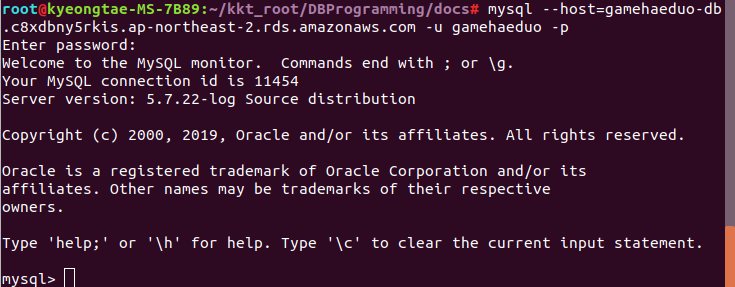 root@kyeongtae-MS-7B89:~/kkt_root/DBProgramming/docs# mysql --host=gamehaeduo-db
.c8xdbny5rkis.ap-northeast-2.rds.amazonaws.com -u gamehaeduo -p
Enter password:
Welcome to the MySQL monitor.  Commands end with ; or \g.
Your MySQL connection id is 11454
Server version: 5.7.22-log Source distribution

Copyright (c) 2000, 2019, Oracle and/or its affiliates. All rights reserved.

Oracle is a registered trademark of Oracle Corporation and/or its
affiliates. Other names may be trademarks of their respective
owners.

Type 'help;' or '\h' for help. Type '\c' to clear the current input statement.

mysql>